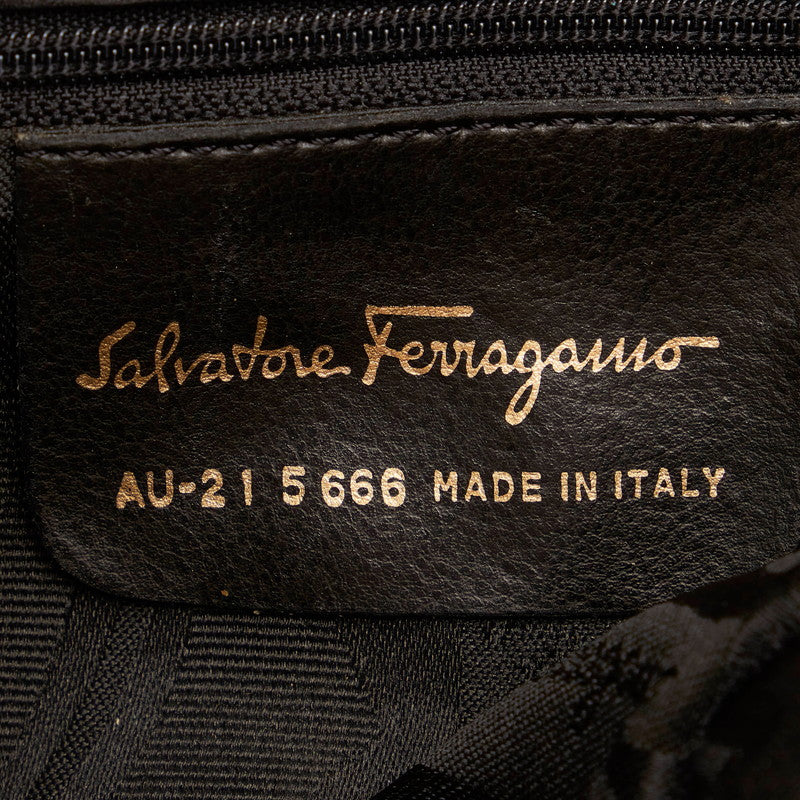 Salvatore Ferragamo
AU-21 5666 MADE IN ITALY